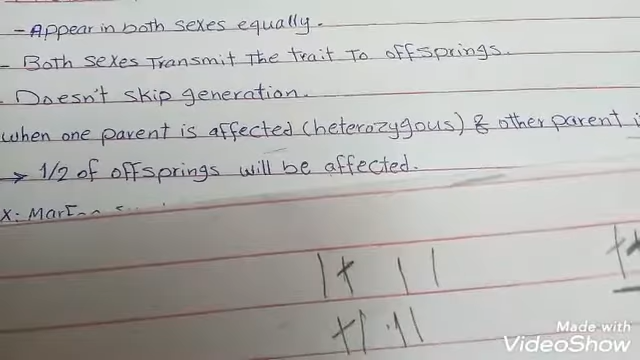 - Appear in both sexes equally.
- Both sexes Transmit The trait To offsprings.
. Doesn't skip generation.
when one parent is affected (heterozygous) & other parent
→ 1/2 of offsprings will be affected.
X:
Made with
VideoShow